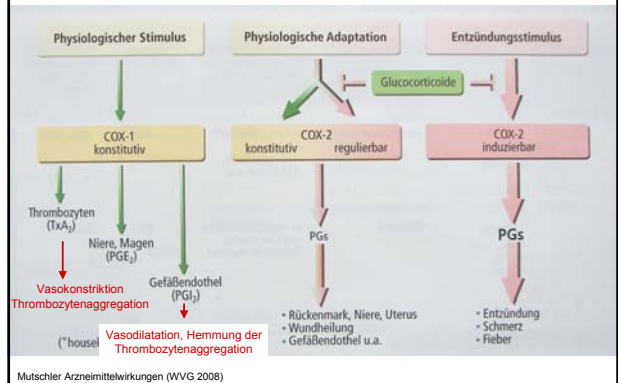 Physiologischer Stimulus
Physiologische Adaptation
Entzündungsstimulus
Glucocorticoide
COX-1
konstitutiv
COX-2
konstitutiv regulierbar
COX-2
induzierbar
Thrombozyten
(TxA₂)
Niere, Magen
(PGE₂)
Gefäßendothel
(PGI₂)
Vasokonstriktion
Thrombozytenaggregation
("househ
Vasodilatation, Hemmung der
Thrombozytenaggregation
PGs
• Rückenmark, Niere, Uterus
• Wundheilung
• Gefäßendothel u.a.
PGs
• Entzündung
• Schmerz
• Fieber
Mutschler Arzneimittelwirkungen (WVG 2008)